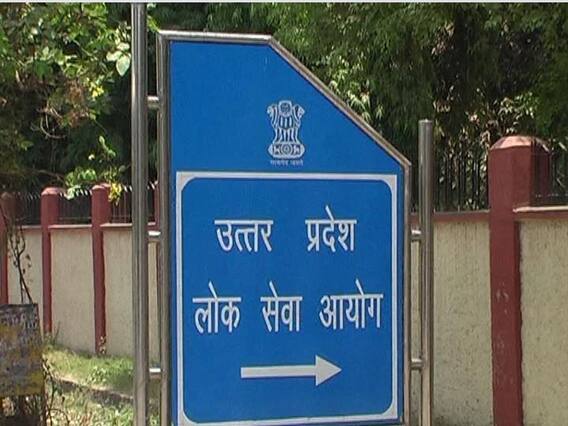 उत्तर प्रदेश
लोक सेवा आयोग